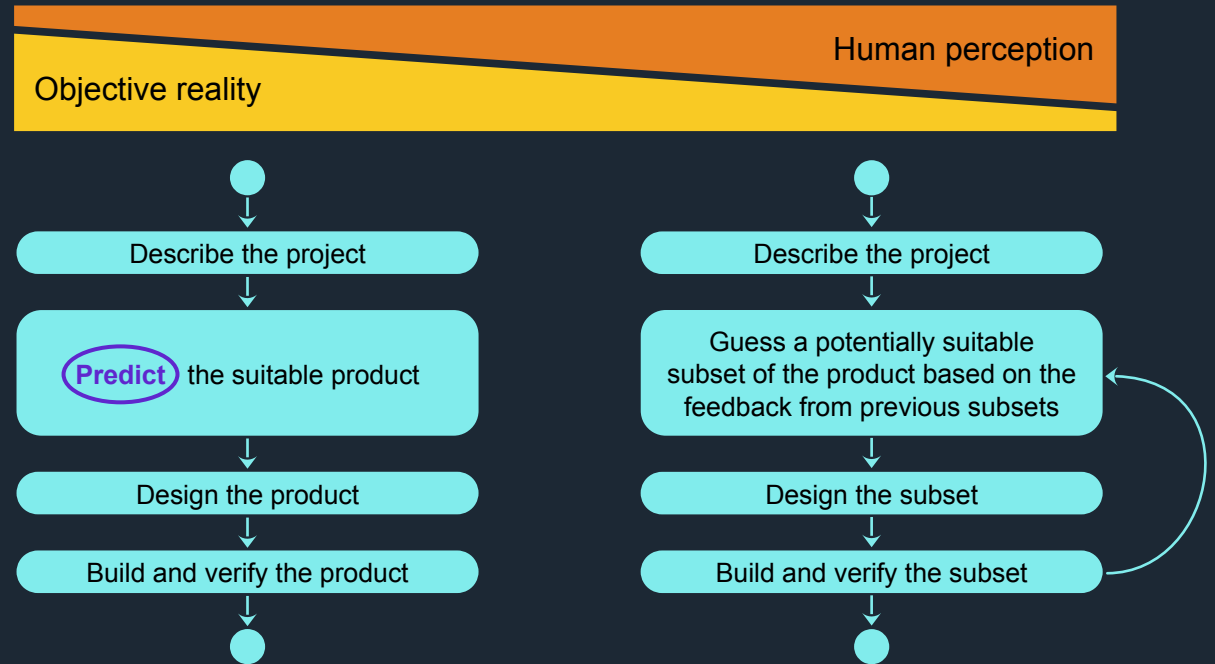 Human perception
Objective reality
Describe the project
Predict the suitable product
Design the product
Build and verify the product
Describe the project
Guess a potentially suitable
subset of the product based on the
feedback from previous subsets
Design the subset
Build and verify the subset